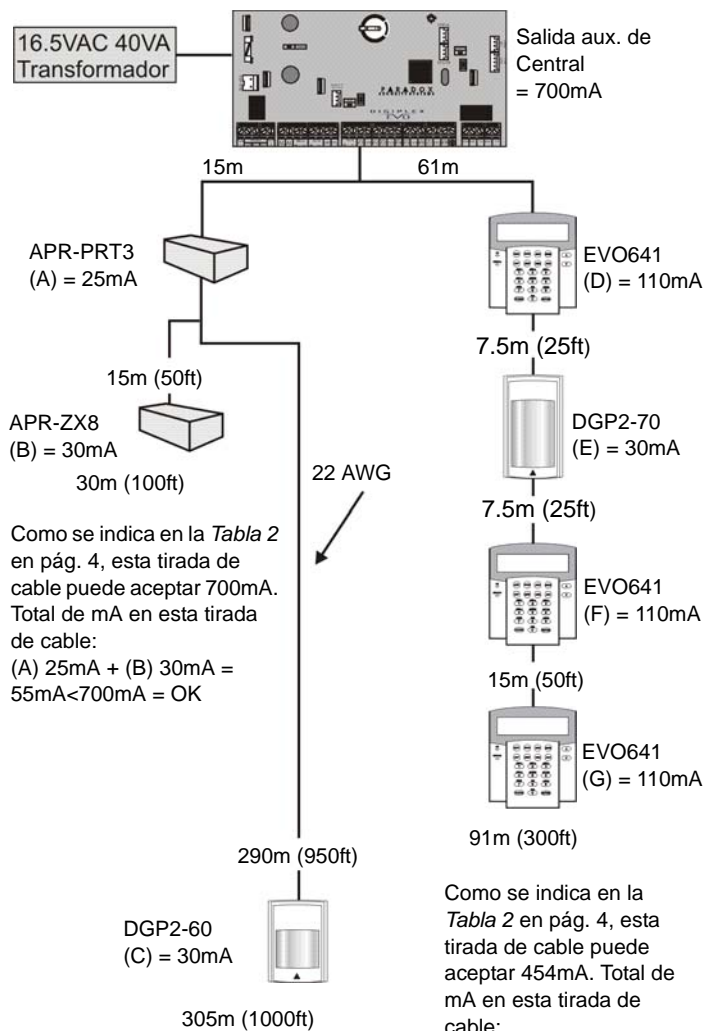 16.5VAC 40VA
Transformador
Salida aux. de
Central
= 700mA
PARADOX
DIGIPLEX
EVO
15m
61m
APR-PRT3
(A) = 25mA
EVO641
(D) = 110mA
7.5m (25ft)
15m (50ft)
APR-ZX8
(B) = 30mA
30m (100ft)
DGP2-70
(E) = 30mA
22 AWG
7.5m (25ft)
Como se indica en la Tabla 2
en pág. 4, esta tirada de
cable puede aceptar 700mA.
Total de mA en esta tirada
de cable:
(A) 25mA + (B) 30mA =
55mA<700mA = OK
EVO641
(F) = 110mA
15m (50ft)
EVO641
(G) = 110mA
91m (300ft)
290m (950ft)
DGP2-60
(C) = 30mA
305m (1000ft)
Como se indica en la
Tabla 2 en pág. 4, esta
tirada de cable puede
aceptar 454mA. Total de
mA en esta tirada de
cable: